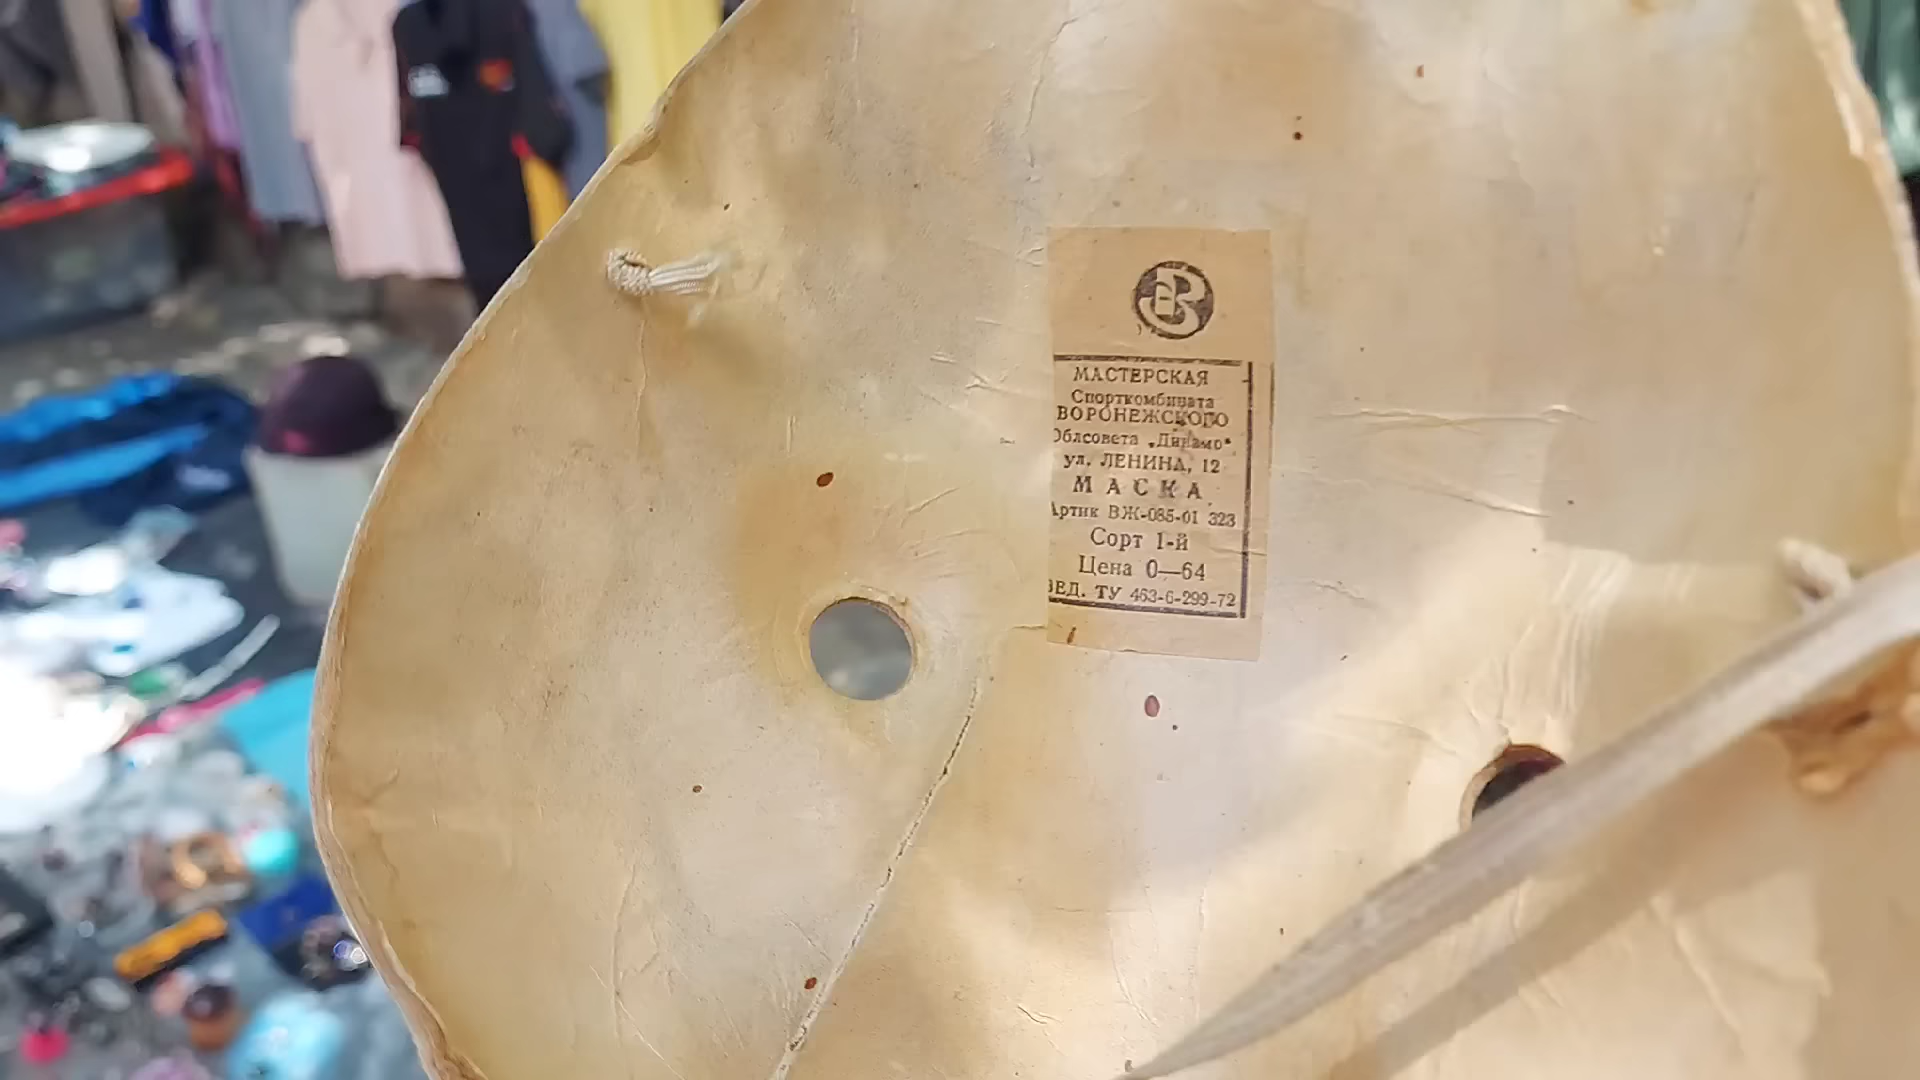 МАСТЕРСКАЯ
Спорткомбината
ВОРОНЕЖСКОГО
Облсовета „Динамо“
ул. ЛЕНИНА, 12
МАСКА
Артик ВЖ-085-01 323
Сорт 1-й
Цена 0—64
ВЕД. ТУ 463-6-299-72